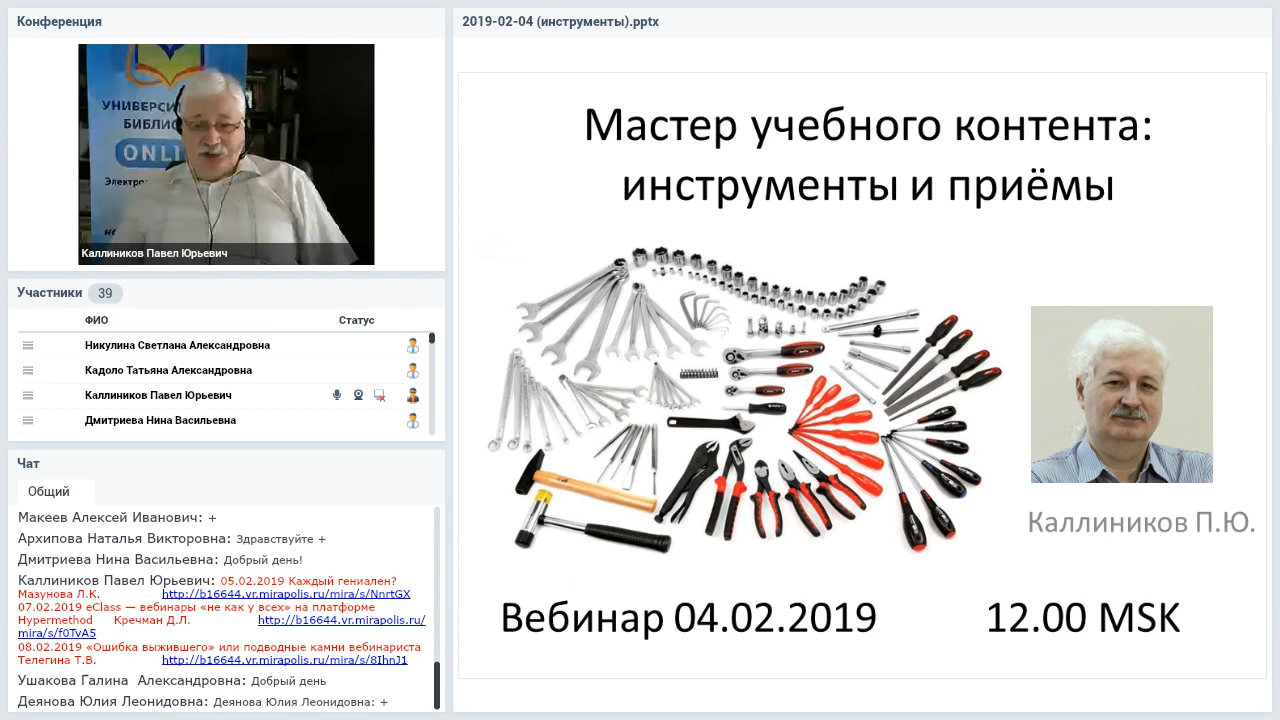 Конференция
УНИВЕРСИ
БИБЛИО
ONLI
Электро
Каллиников Павел Юрьевич
Участники 39
ФИО Статус
Никулина Светлана Александровна
Кадоло Татьяна Александровна
Каллиников Павел Юрьевич
Дмитриева Нина Васильевна
Чат
Общий
Макеев Алексей Иванович: +
Архипова Наталья Викторовна: Здравствуйте +
Дмитриева Нина Васильевна: Добрый день!
Каллиников Павел Юрьевич: 05.02.2019 Каждый гениален?
Мазунова Л.К. http://b16644.vr.mirapolis.ru/mira/s/NnrtGX
07.02.2019 eClass — вебинары «не как у всех» на платформе
Hypermethod Кречман Д.Л. http://b16644.vr.mirapolis.ru/
mira/s/f0TvA5
08.02.2019 «Ошибка выжившего» или подводные камни вебинариста
Телегина Т.В. http://b16644.vr.mirapolis.ru/mira/s/8IhnJ1
Ушакова Галина Александровна: Добрый день
Деянова Юлия Леонидовна: Деянова Юлия Леонидовна: +
2019-02-04 (инструменты).pptx
Мастер учебного контента:
инструменты и приёмы
Каллиников П.Ю.
Вебинар 04.02.2019 12.00 MSK